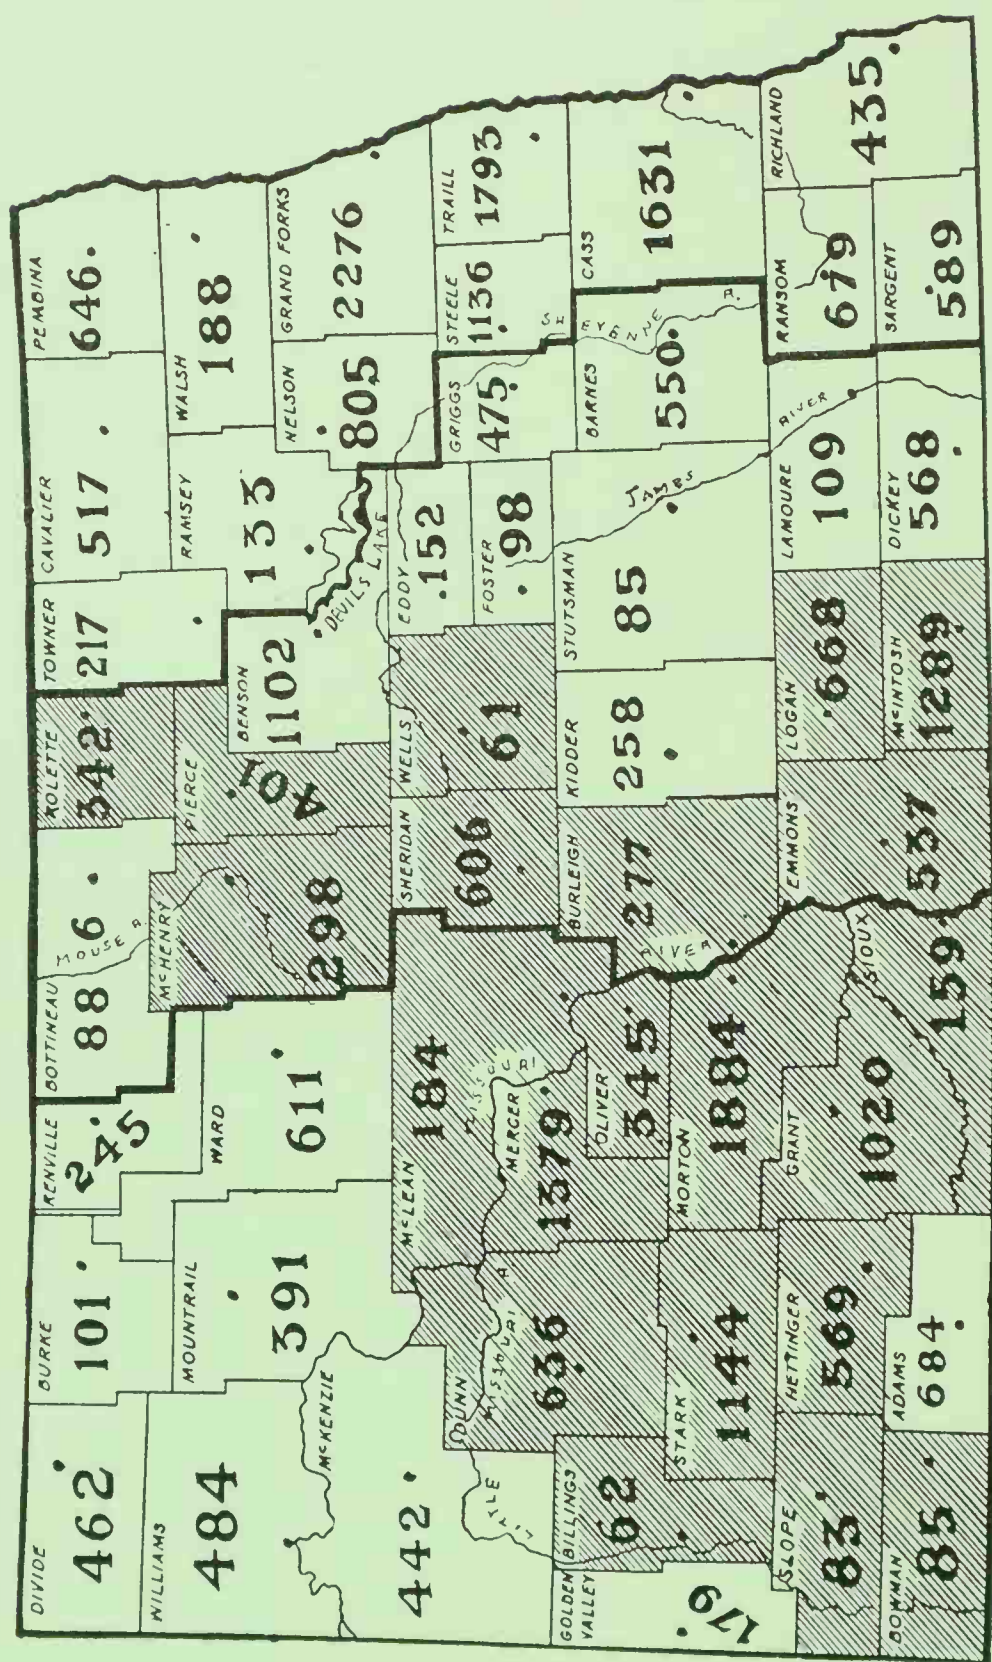 DIVIDE
462
BURKE
101
RENVILLE
245
BOTTINEAU
88 6
MOUSE R
ROLETTE
342
TOWNER
217
CAVALIER
517
PEMBINA
646
WILLIAMS
484
MOUNTRAIL
391
WARD
611
McHENRY
298
PIERCE
401
BENSON
1102
RAMSEY
133
DEVILS LAKE
WALSH
188
NELSON
805
GRAND FORKS
2276
McKENZIE
442
McLEAN
184
SHERIDAN
606
WELLS
61
EDDY
152
FOSTER
98
GRIGGS
475
STEELE
1136
TRAILL
1793
GOLDEN
VALLEY
179
BILLINGS
62
LITTLE
MISSOURI R
DUNN
636
MERCER
1379
MISSOURI
OLIVER
345
RIVER
BURLEIGH
277
KIDDER
258
STUTSMAN
85
JAMES
RIVER
BARNES
550
SHEYENNE
R.
CASS
1631
STARK
1144
MORTON
1884
SLOPE
83
HETTINGER
569
GRANT
1020
SIOUX
159
EMMONS
537
LOGAN
668
LAMOURE
109
RANSOM
679
RICHLAND
435
BOWMAN
85
ADAMS
684
McINTOSH
1289
DICKEY
568
SARGENT
589